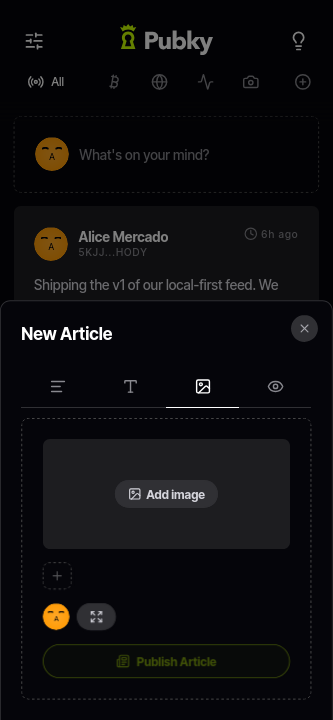 Pubky
All
What's on your mind?
Alice Mercado
6h ago
5KJJ...HODY
Shipping the v1 of our local-first feed. We
New Article
Add image
Publish Article